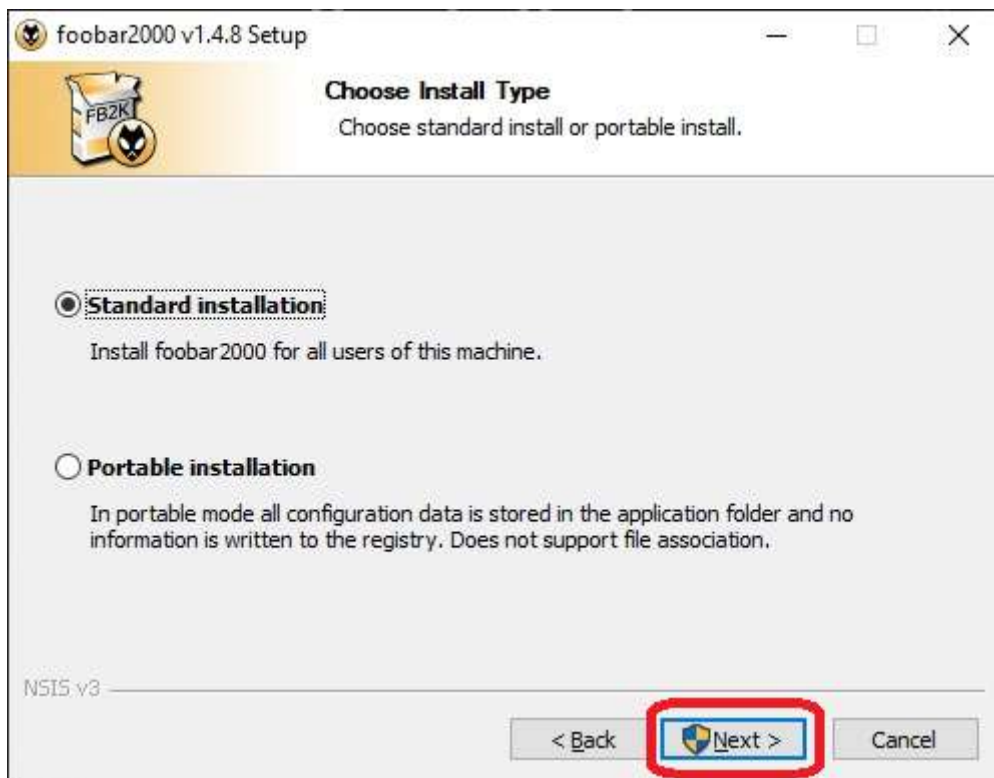 foobar2000 v1.4.8 Setup
FB2K
Choose Install Type
Choose standard install or portable install.
Standard installation
Install foobar2000 for all users of this machine.
Portable installation
In portable mode all configuration data is stored in the application folder and no
information is written to the registry. Does not support file association.
NSIS v3
< Back Next > Cancel